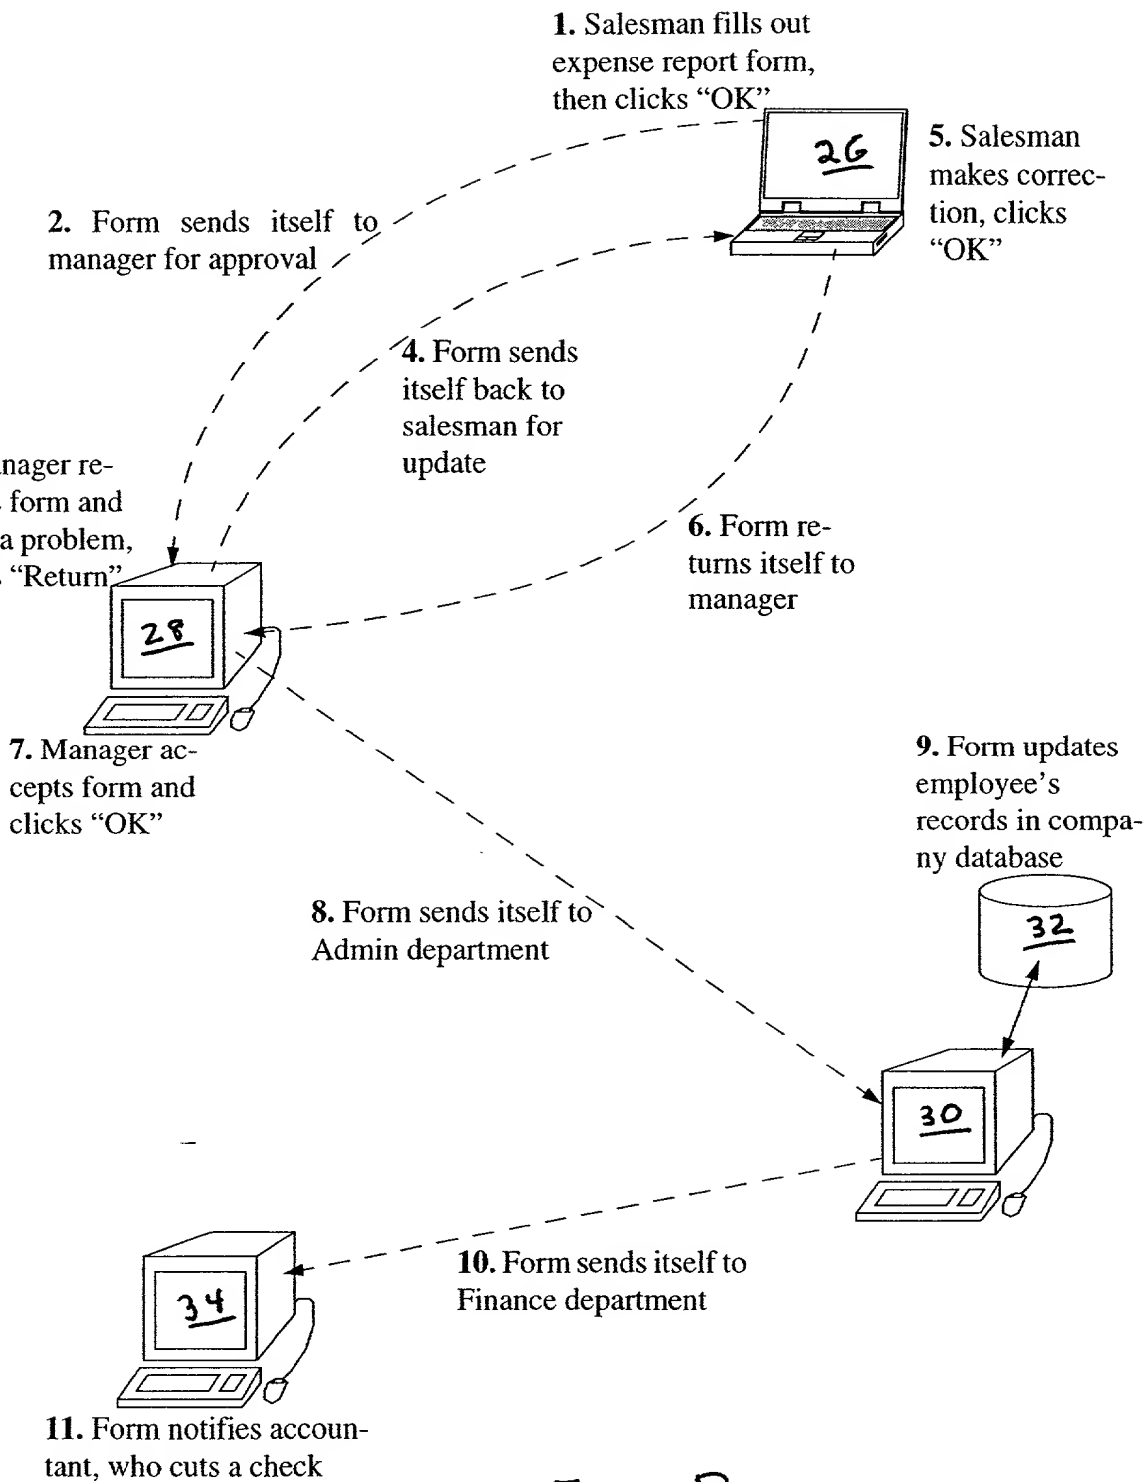 1. Salesman fills out
expense report form,
then clicks “OK”
26
5. Salesman
makes correc-
tion, clicks
“OK”
2. Form sends itself to
manager for approval
4. Form sends
itself back to
salesman for
update
nager re-
form and
a problem,
“Return”
6. Form re-
turns itself to
manager
28
7. Manager ac-
cepts form and
clicks “OK”
9. Form updates
employee’s
records in compa-
ny database
32
8. Form sends itself to
Admin department
30
10. Form sends itself to
Finance department
34
11. Form notifies accoun-
tant, who cuts a check